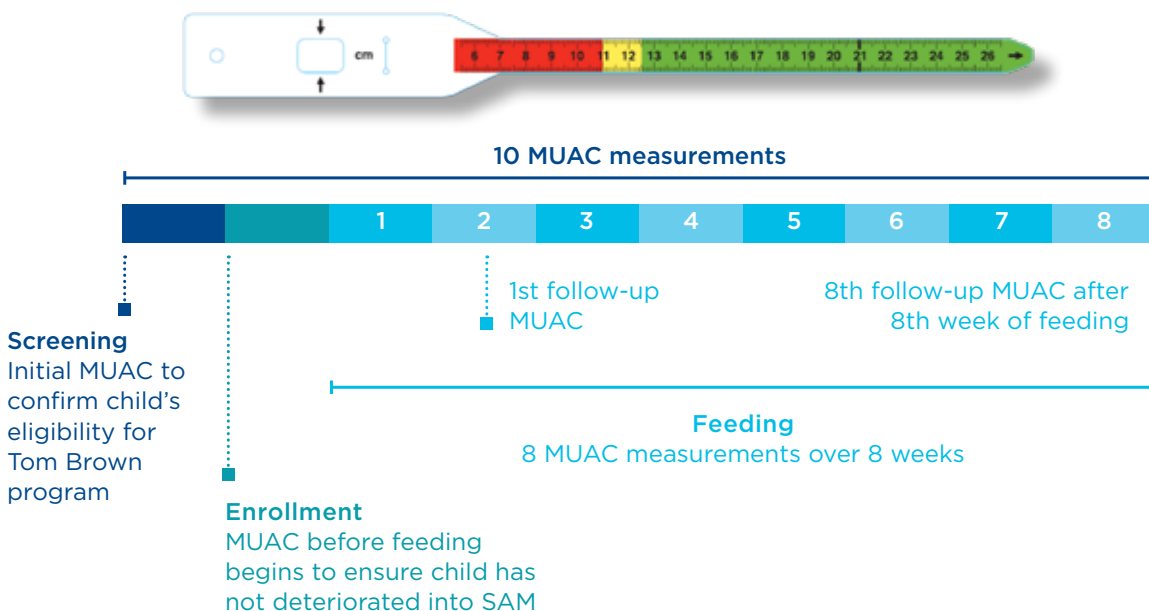 cm
6 7 8 9 10 11 12 13 14 15 16 17 18 19 20 21 22 23 24 25 26
10 MUAC measurements
1 2 3 4 5 6 7 8
1st follow-up
MUAC
8th follow-up MUAC after
8th week of feeding
Screening
Initial MUAC to
confirm child's
eligibility for
Tom Brown
program
Feeding
8 MUAC measurements over 8 weeks
Enrollment
MUAC before feeding
begins to ensure child has
not deteriorated into SAM